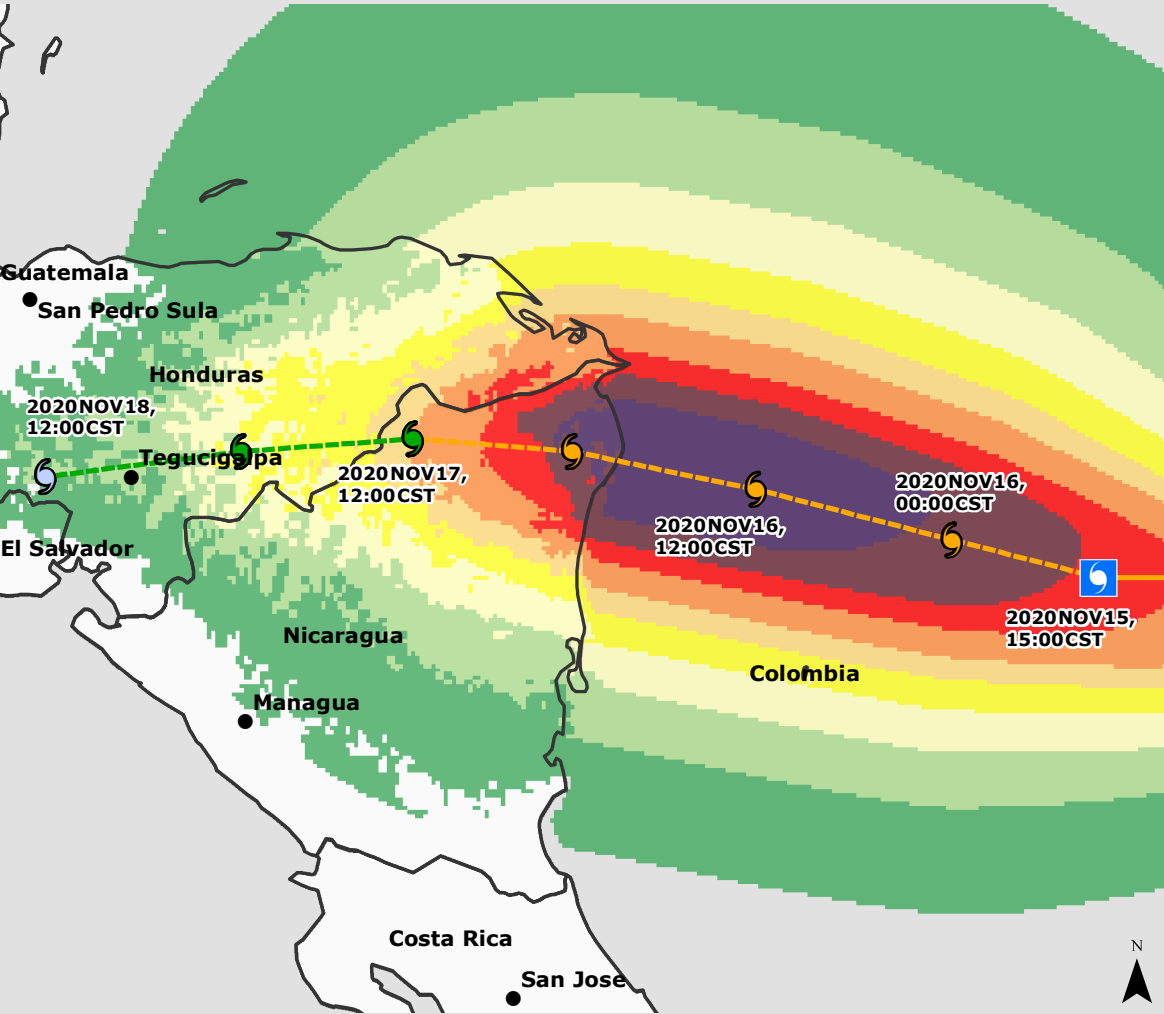 Guatemala
San Pedro Sula
Honduras
2020NOV18,
12:00CST
Tegucigalpa
2020NOV17,
12:00CST
2020NOV16,
00:00CST
2020NOV16,
12:00CST
El Salvador
2020NOV15,
15:00CST
Nicaragua
Colombia
Managua
Costa Rica
N
San Jose